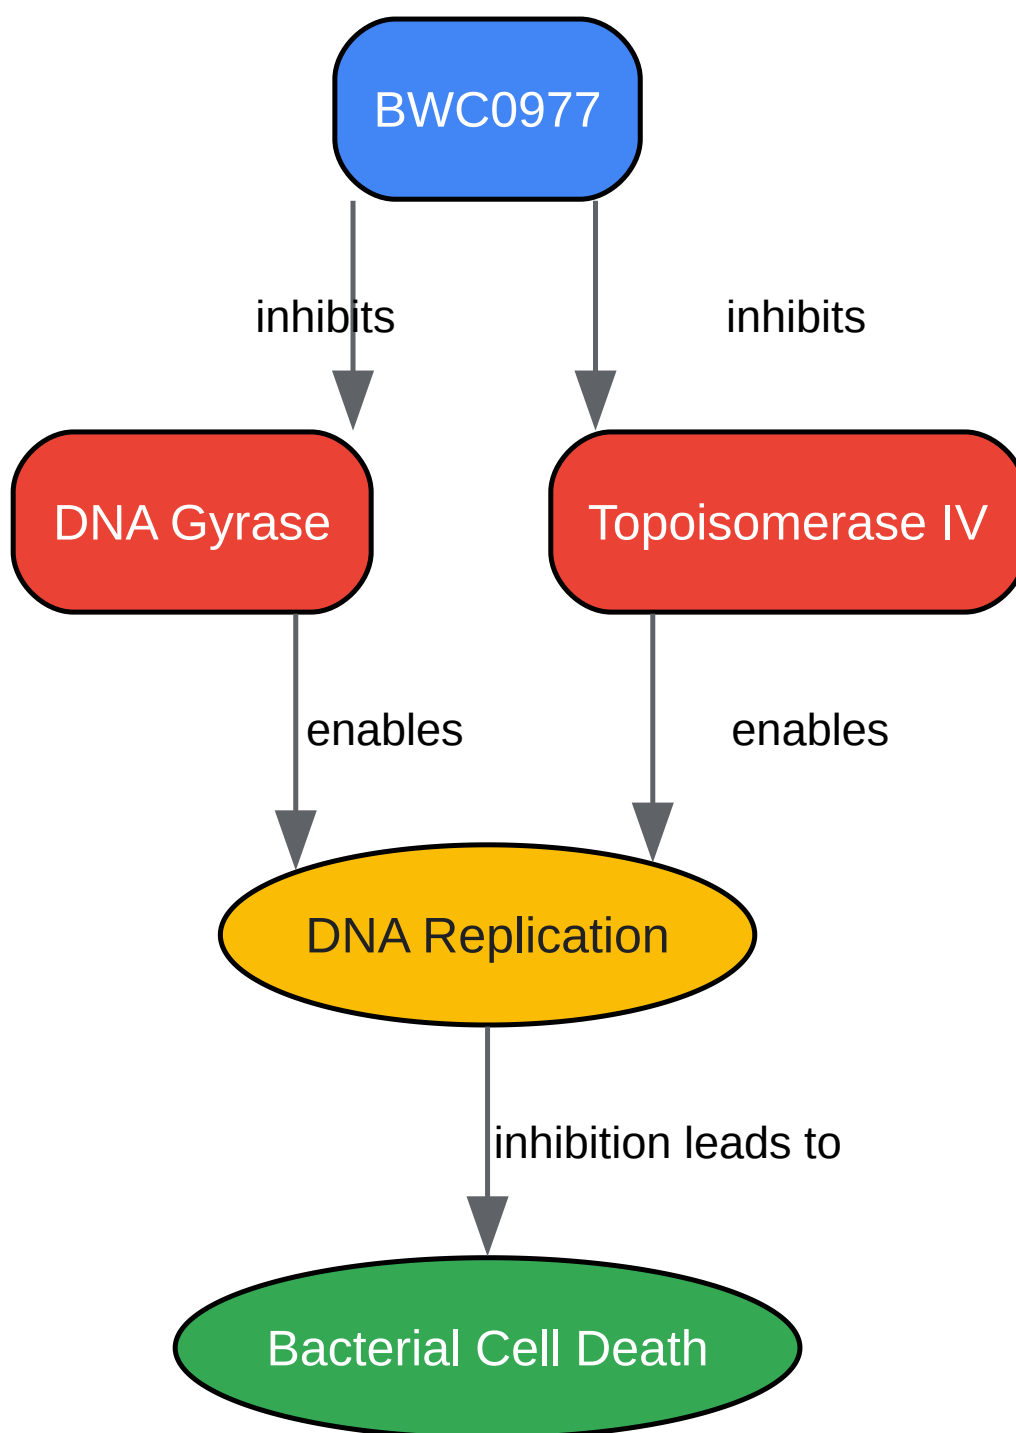 BWC0977
inhibits
inhibits
DNA Gyrase
Topoisomerase IV
enables
enables
DNA Replication
inhibition leads to
Bacterial Cell Death